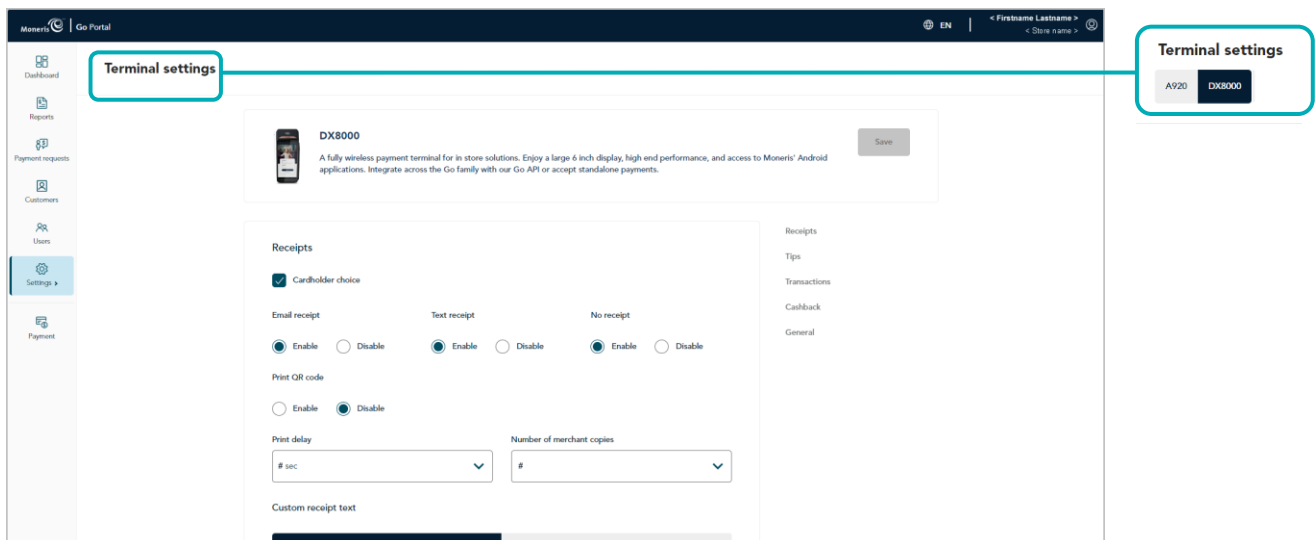 Moneris Go Portal
EN
< Firstname Lastname >
< Store name >
Dashboard
Reports
Payment requests
Customers
Users
Settings
Payment
Terminal settings
Terminal settings
A920 DX8000
DX8000
A fully wireless payment terminal for in store solutions. Enjoy a large 6 inch display, high end performance, and access to Moneris' Android
applications. Integrate across the Go family with our Go API or accept standalone payments.
Save
Receipts
Cardholder choice
Email receipt Text receipt No receipt
Enable Disable Enable Disable Enable Disable
Print QR code
Enable Disable
Print delay Number of merchant copies
# sec #
Custom receipt text
Receipts
Tips
Transactions
Cashback
General